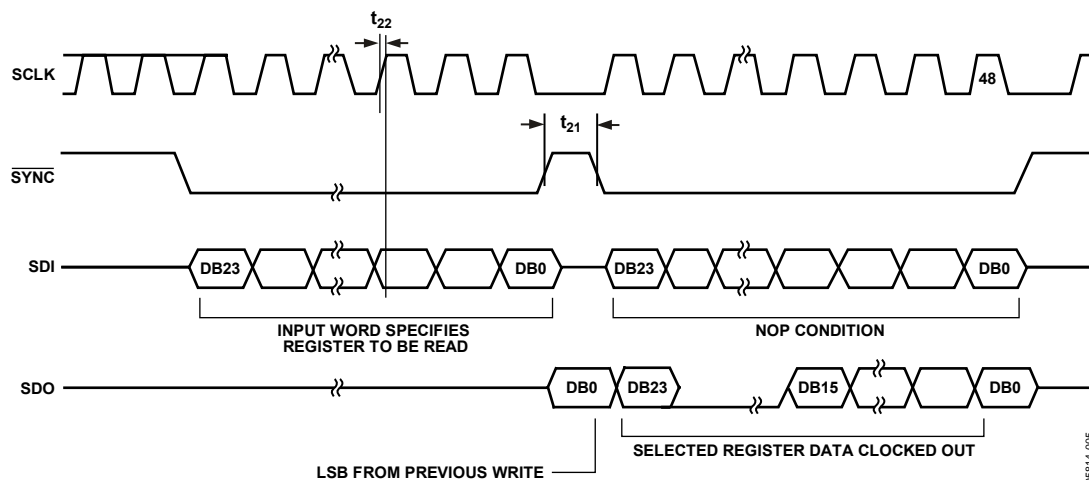 t22
SCLK
48
t21
SYNC
SDI
DB23
DB0
DB23
DB0
INPUT WORD SPECIFIES
REGISTER TO BE READ
NOP CONDITION
SDO
DB0
DB23
DB15
DB0
SELECTED REGISTER DATA CLOCKED OUT
LSB FROM PREVIOUS WRITE